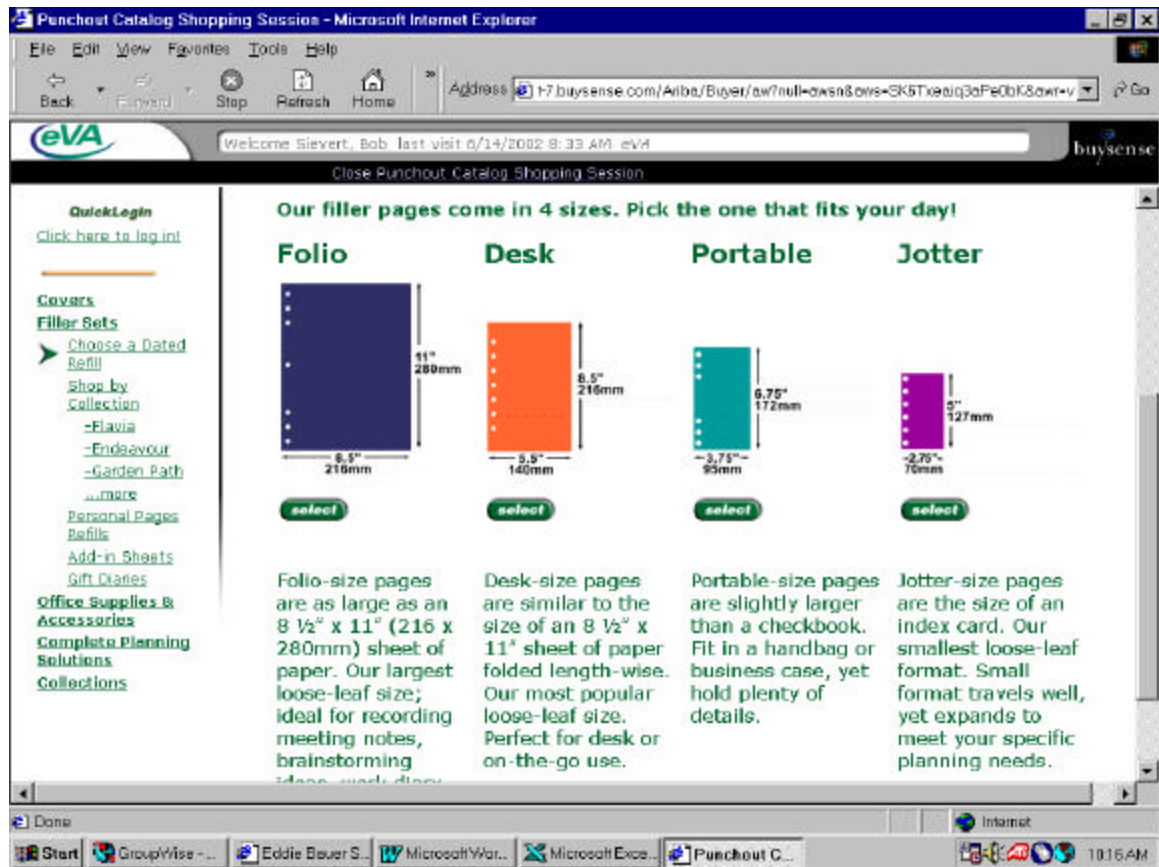 Punchout Catalog Shopping Session - Microsoft Internet Explorer
File Edit View Favorites Tools Help
Back Forward Stop Refresh Home » Address Go
eVA
Welcome Sievert, Bob last visit 6/14/2002 8:33 AM eVA
buysense
Close Punchout Catalog Shopping Session
QuickLogin
Click here to log in!
Covers
Filler Sets
Choose a Dated
Refill
Shop by
Collection
-Flavia
-Endeavour
-Garden Path
...more
Personal Pages
Refills
Add-in Sheets
Gift Diaries
Office Supplies &
Accessories
Complete Planning
Solutions
Collections
Our filler pages come in 4 sizes. Pick the one that fits your day!
Folio
11"
280mm
8.5"
216mm
select
Folio-size pages
are as large as an
8 ½" x 11" (216 x
280mm) sheet of
paper. Our largest
loose-leaf size;
ideal for recording
meeting notes,
brainstorming
ideas, work diary
Desk
8.5"
216mm
5.5"
140mm
select
Desk-size pages
are similar to the
size of an 8 ½" x
11" sheet of paper
folded length-wise.
Our most popular
loose-leaf size.
Perfect for desk or
on-the-go use.
Portable
6.75"
172mm
3.75"
95mm
select
Portable-size pages
are slightly larger
than a checkbook.
Fit in a handbag or
business case, yet
hold plenty of
details.
Jotter
5"
127mm
2.75"
70mm
select
Jotter-size pages
are the size of an
index card. Our
smallest loose-leaf
format. Small
format travels well,
yet expands to
meet your specific
planning needs.
Done
Internet
Start GroupWise - ... Eddie Bauer S... Microsoft Wor... Microsoft Exce... Punchout C... 10:16 AM